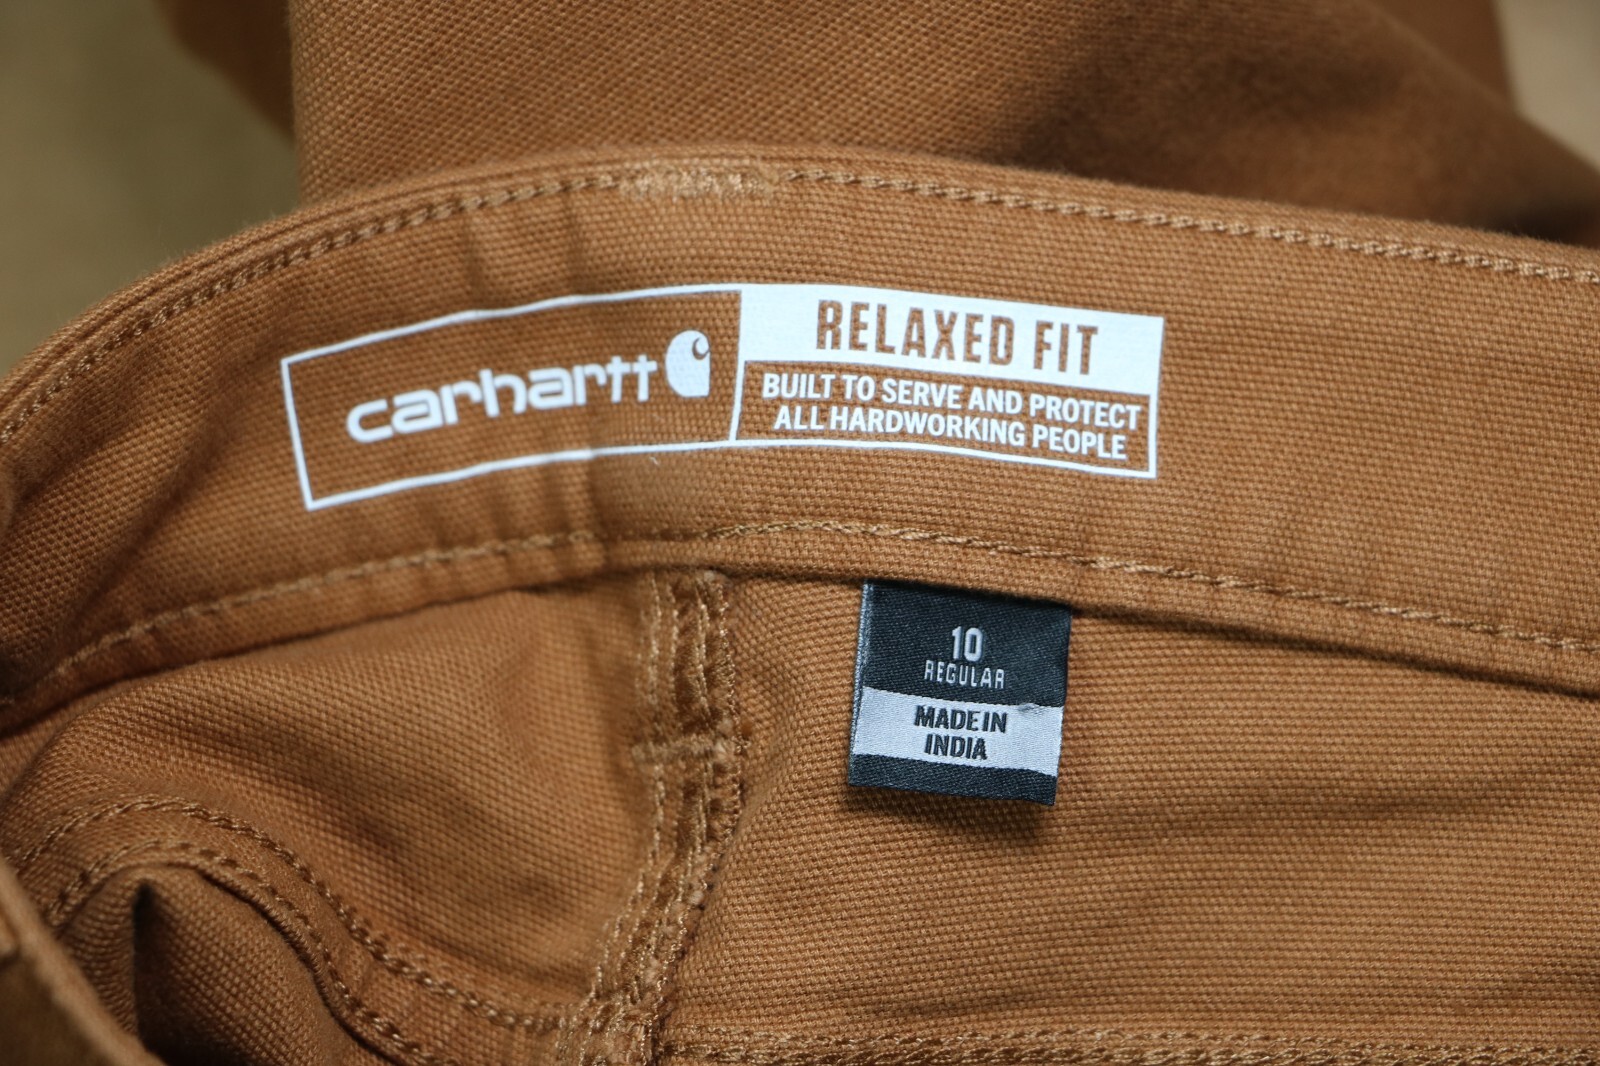 carhartt
RELAXED FIT
BUILT TO SERVE AND PROTECT
ALL HARDWORKING PEOPLE
10
REGULAR
MADE IN
INDIA